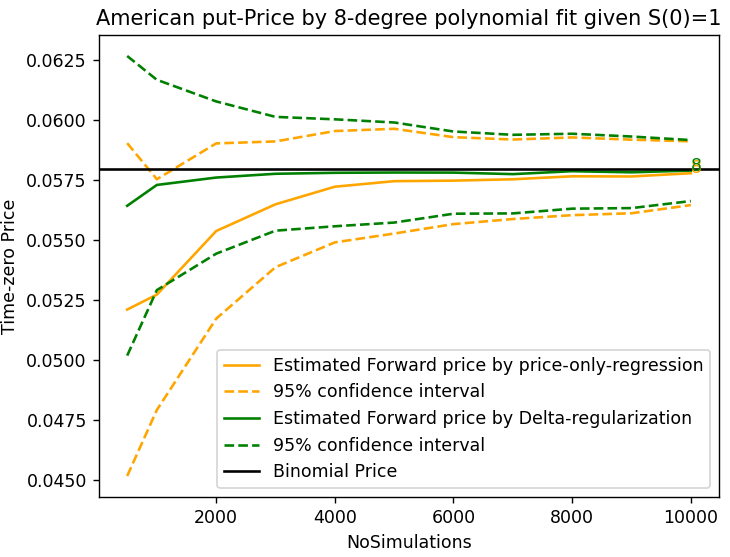 American put-Price by 8-degree polynomial fit given S(0)=1
0.0625
0.0600
0.0575
0.0550
0.0525
0.0500
0.0475
0.0450
Time-zero Price
8
8
Estimated Forward price by price-only-regression
95% confidence interval
Estimated Forward price by Delta-regularization
95% confidence interval
Binomial Price
2000 4000 6000 8000 10000
NoSimulations